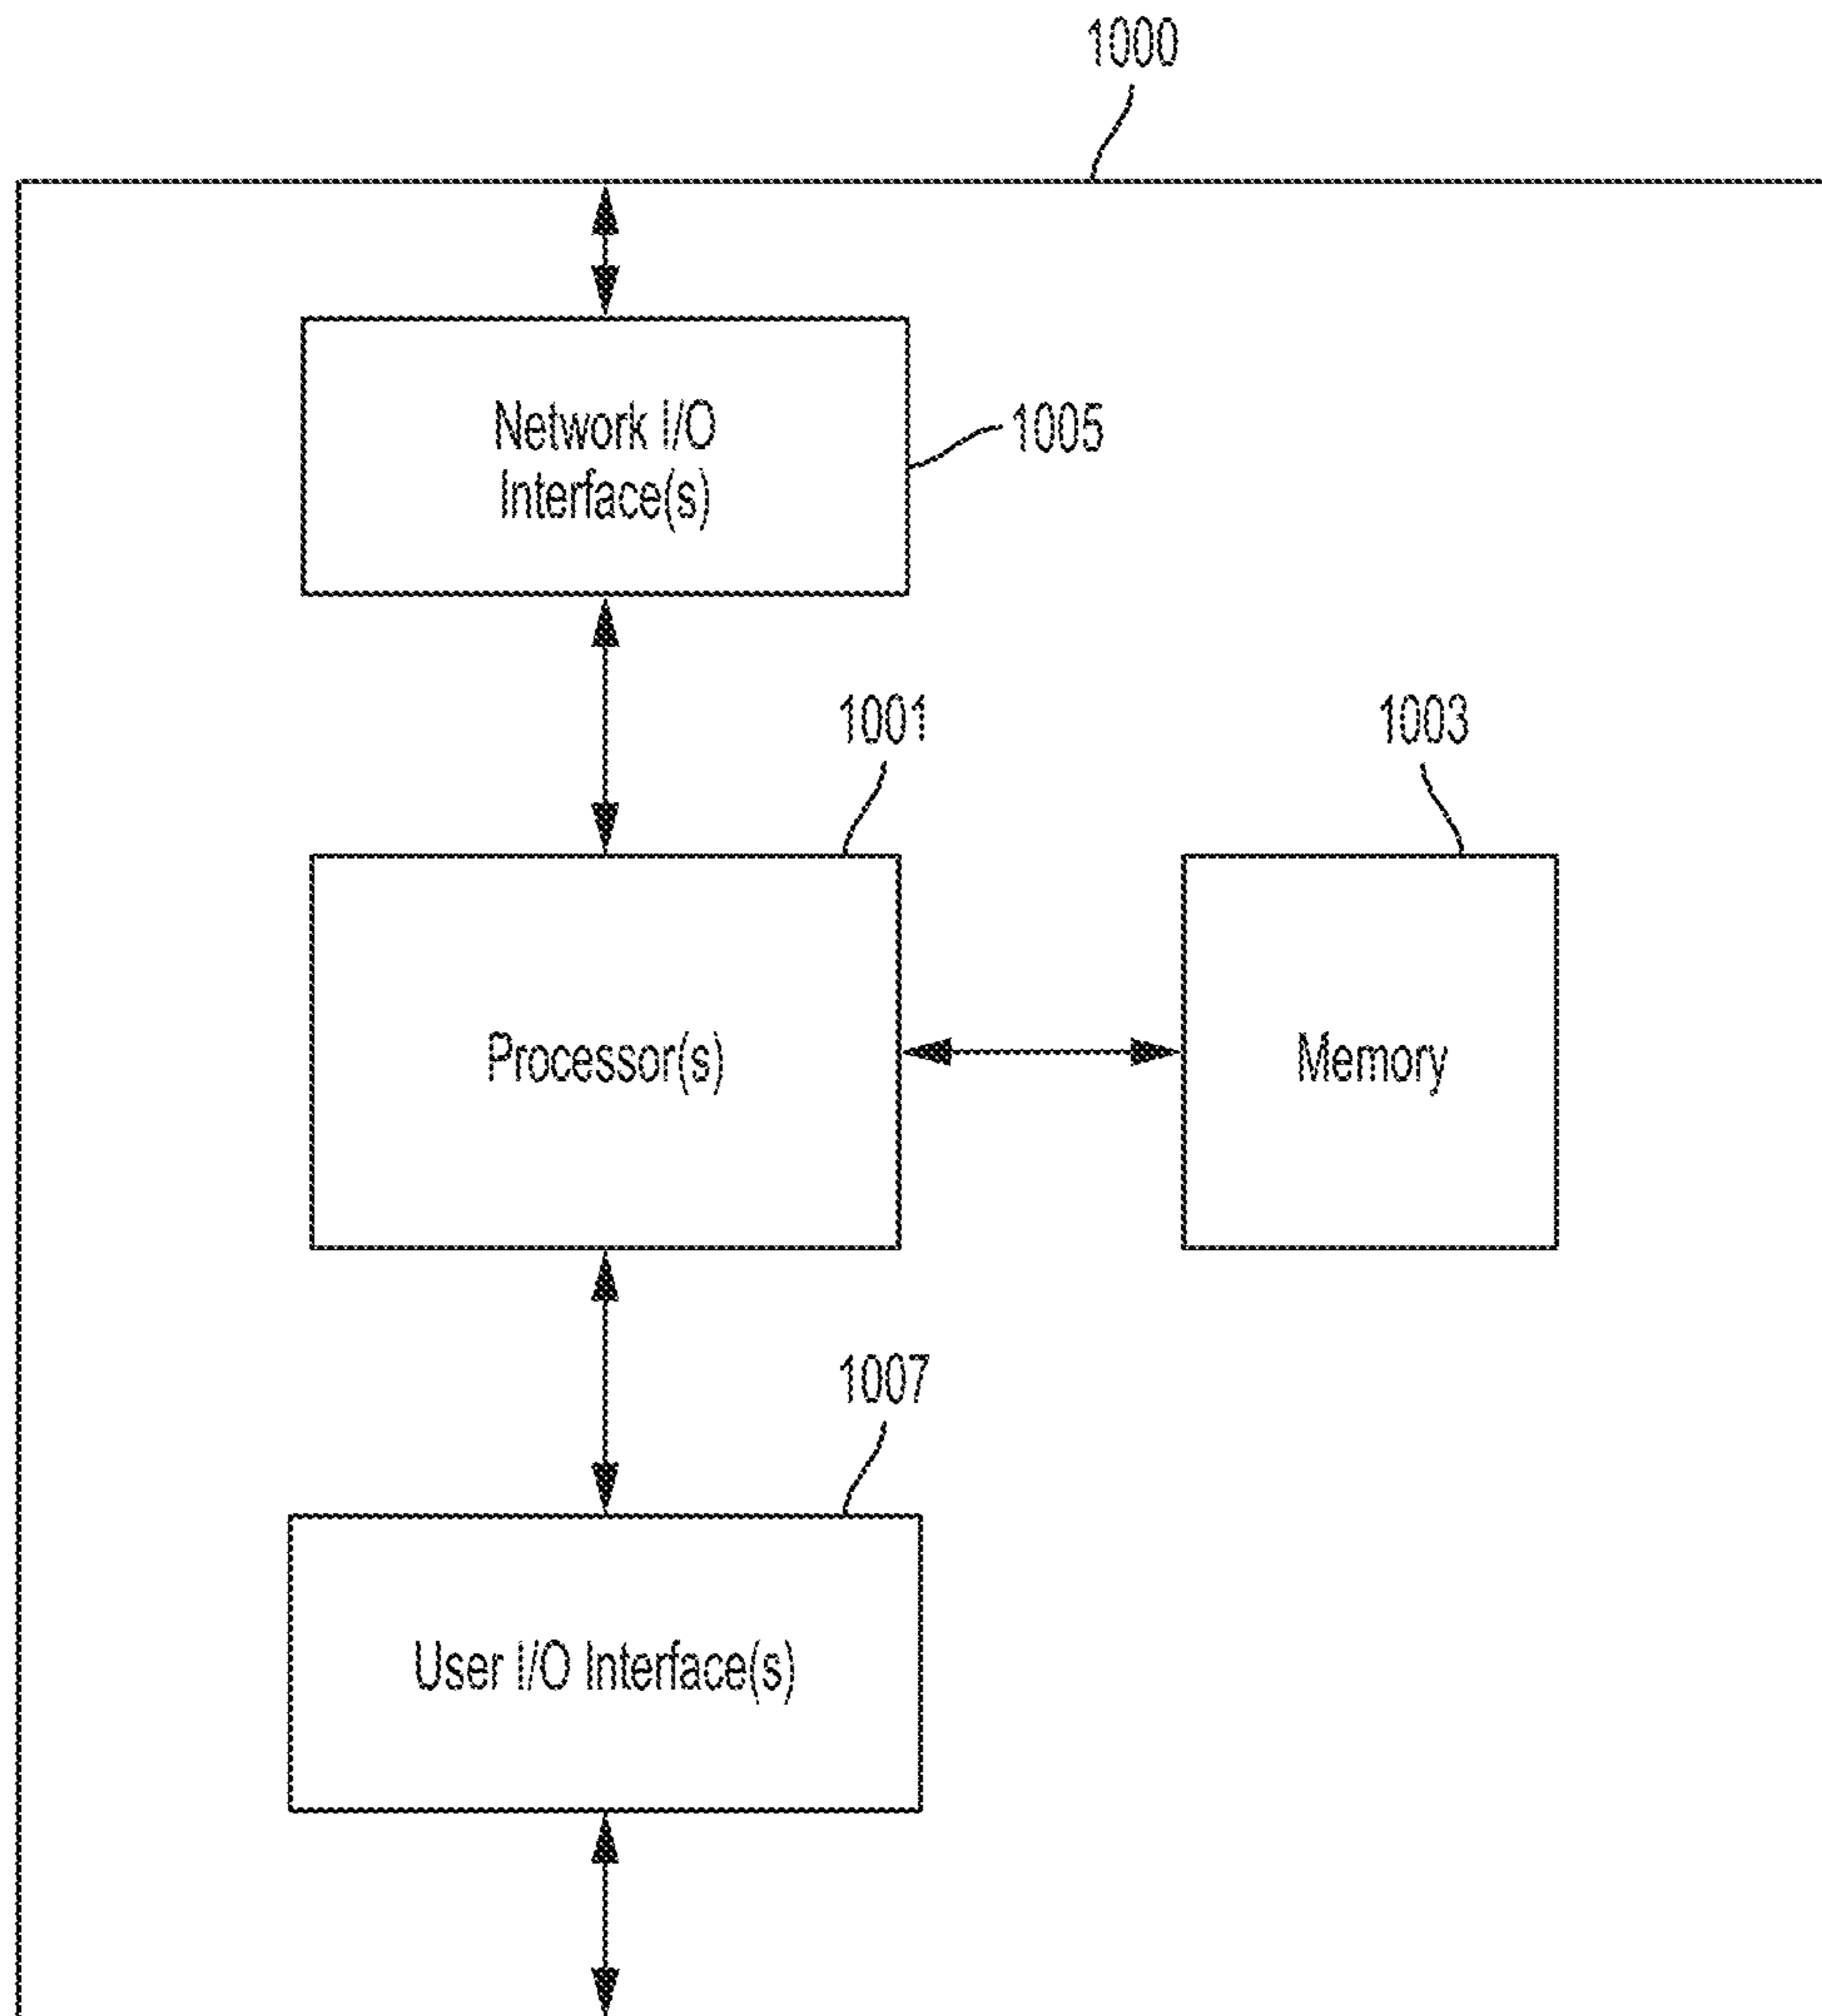 1000
Network I/O
Interface(s)
1005
1001
1003
Processor(s)
Memory
1007
User I/O Interface(s)